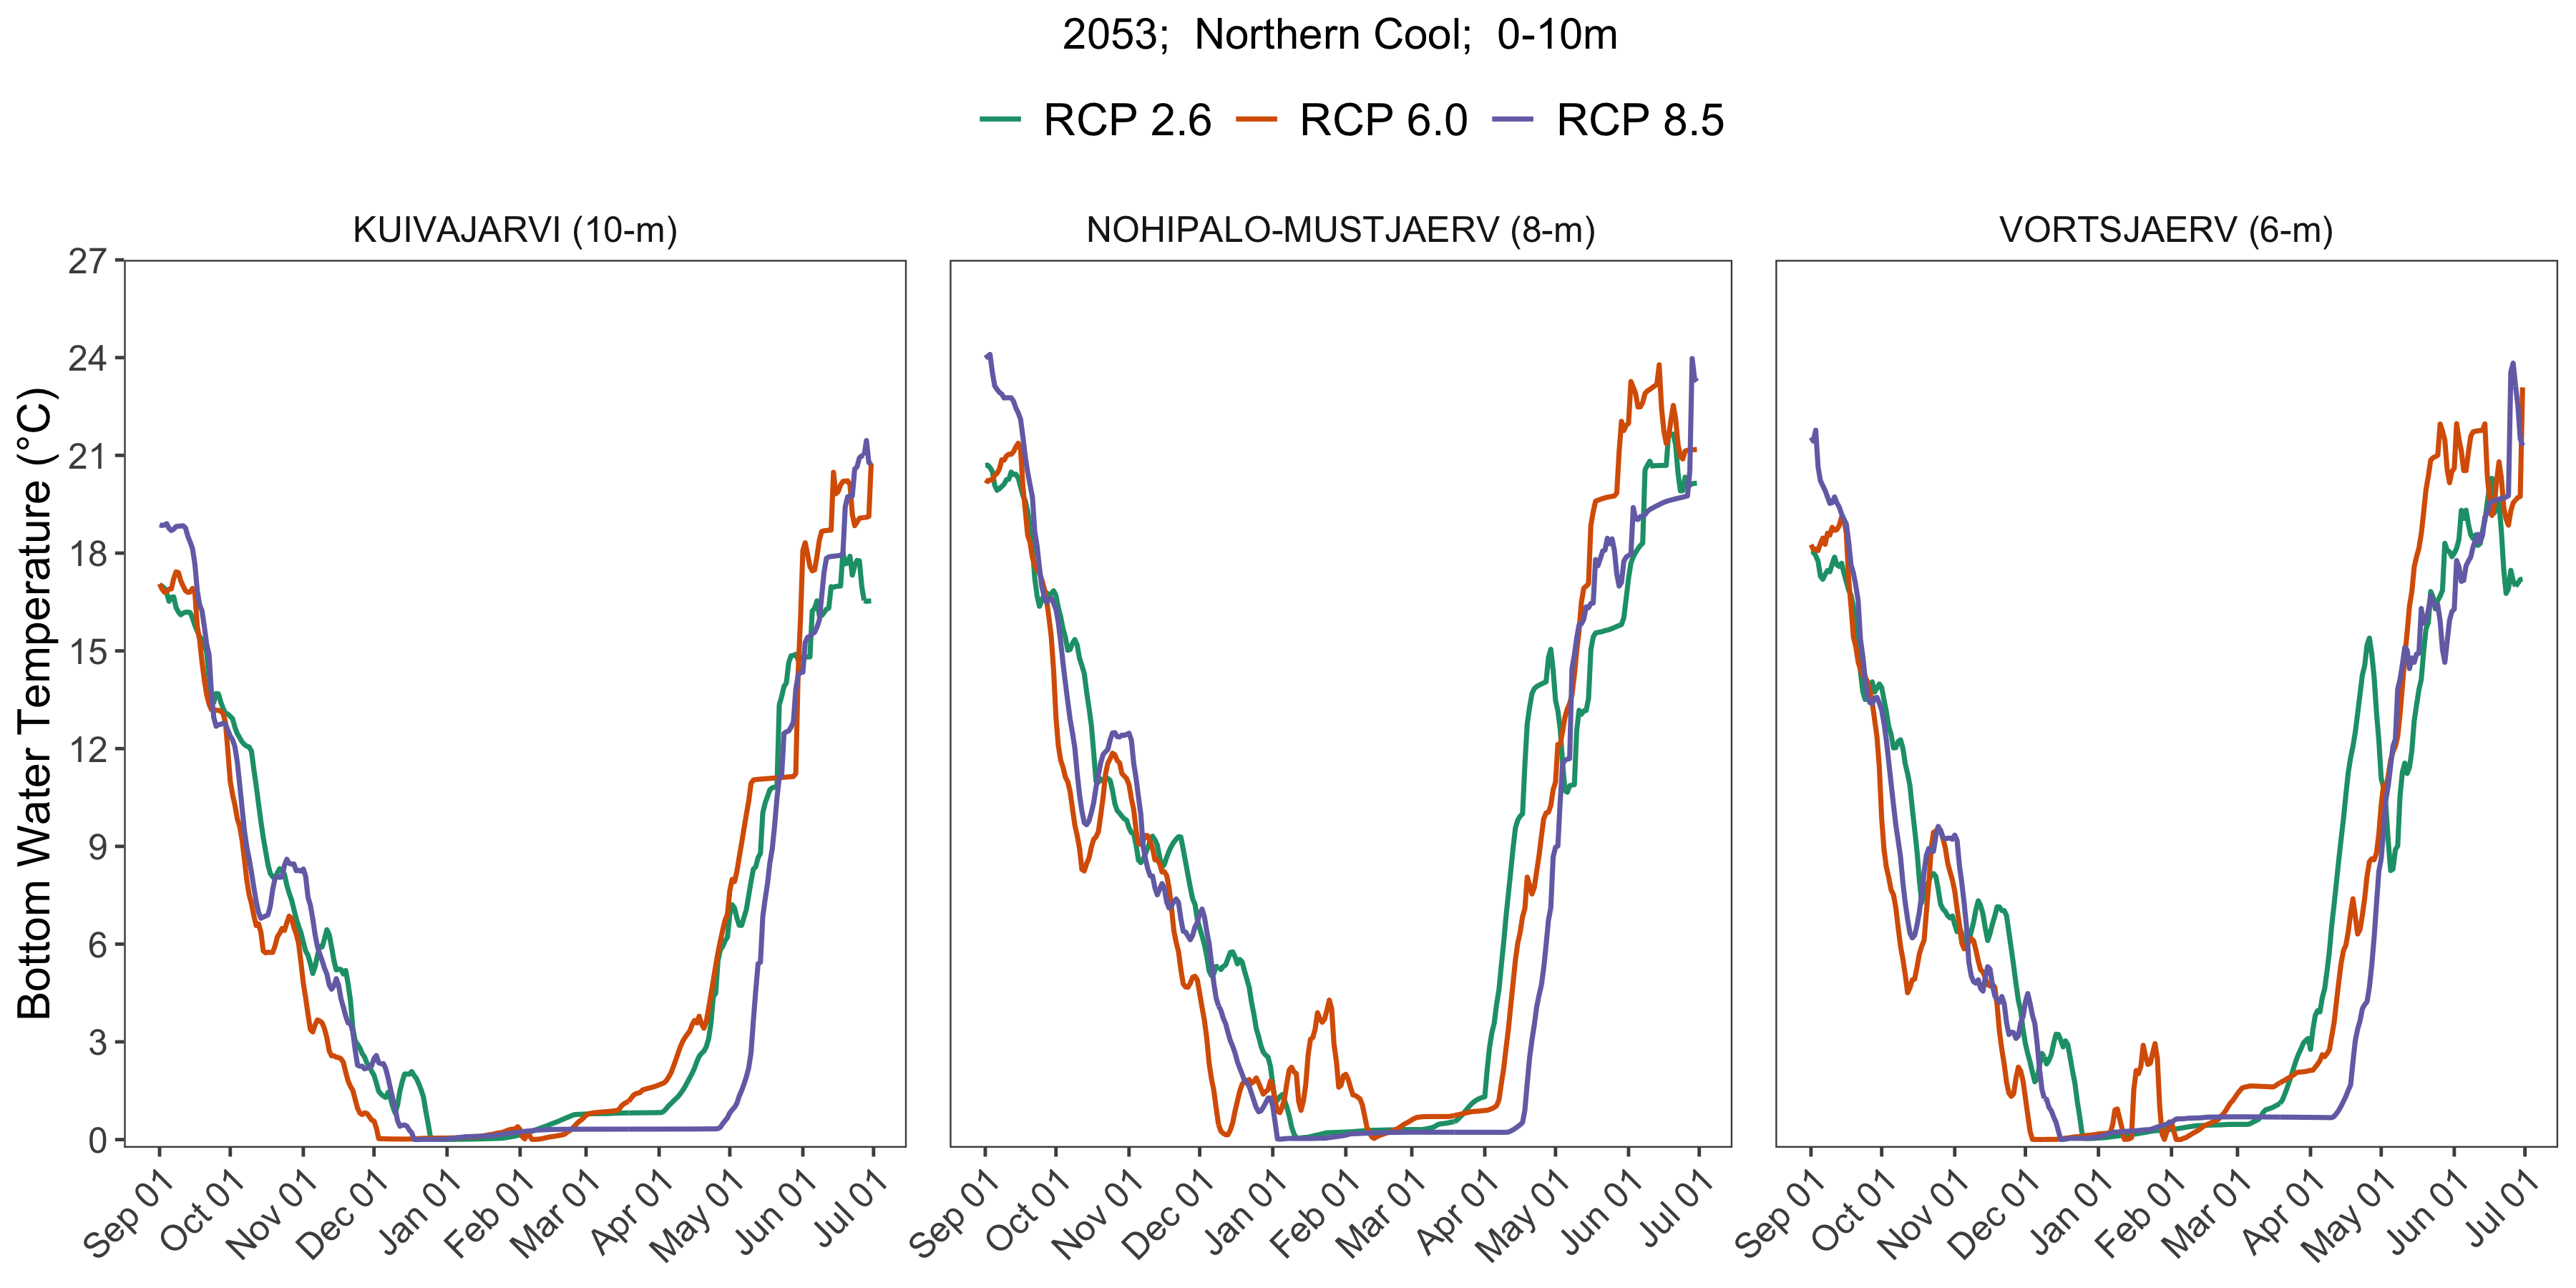 2053;  Northern Cool;  0-10m
RCP 2.6 RCP 6.0 RCP 8.5
KUIVAJARVI (10-m) NOHIPALO-MUSTJAERV (8-m) VORTSJAERV (6-m)
Bottom Water Temperature (°C)
27
24
21
18
15
12
9
6
3
0
Sep 01 Oct 01 Nov 01 Dec 01 Jan 01 Feb 01 Mar 01 Apr 01 May 01 Jun 01 Jul 01 Sep 01 Oct 01 Nov 01 Dec 01 Jan 01 Feb 01 Mar 01 Apr 01 May 01 Jun 01 Jul 01 Sep 01 Oct 01 Nov 01 Dec 01 Jan 01 Feb 01 Mar 01 Apr 01 May 01 Jun 01 Jul 01